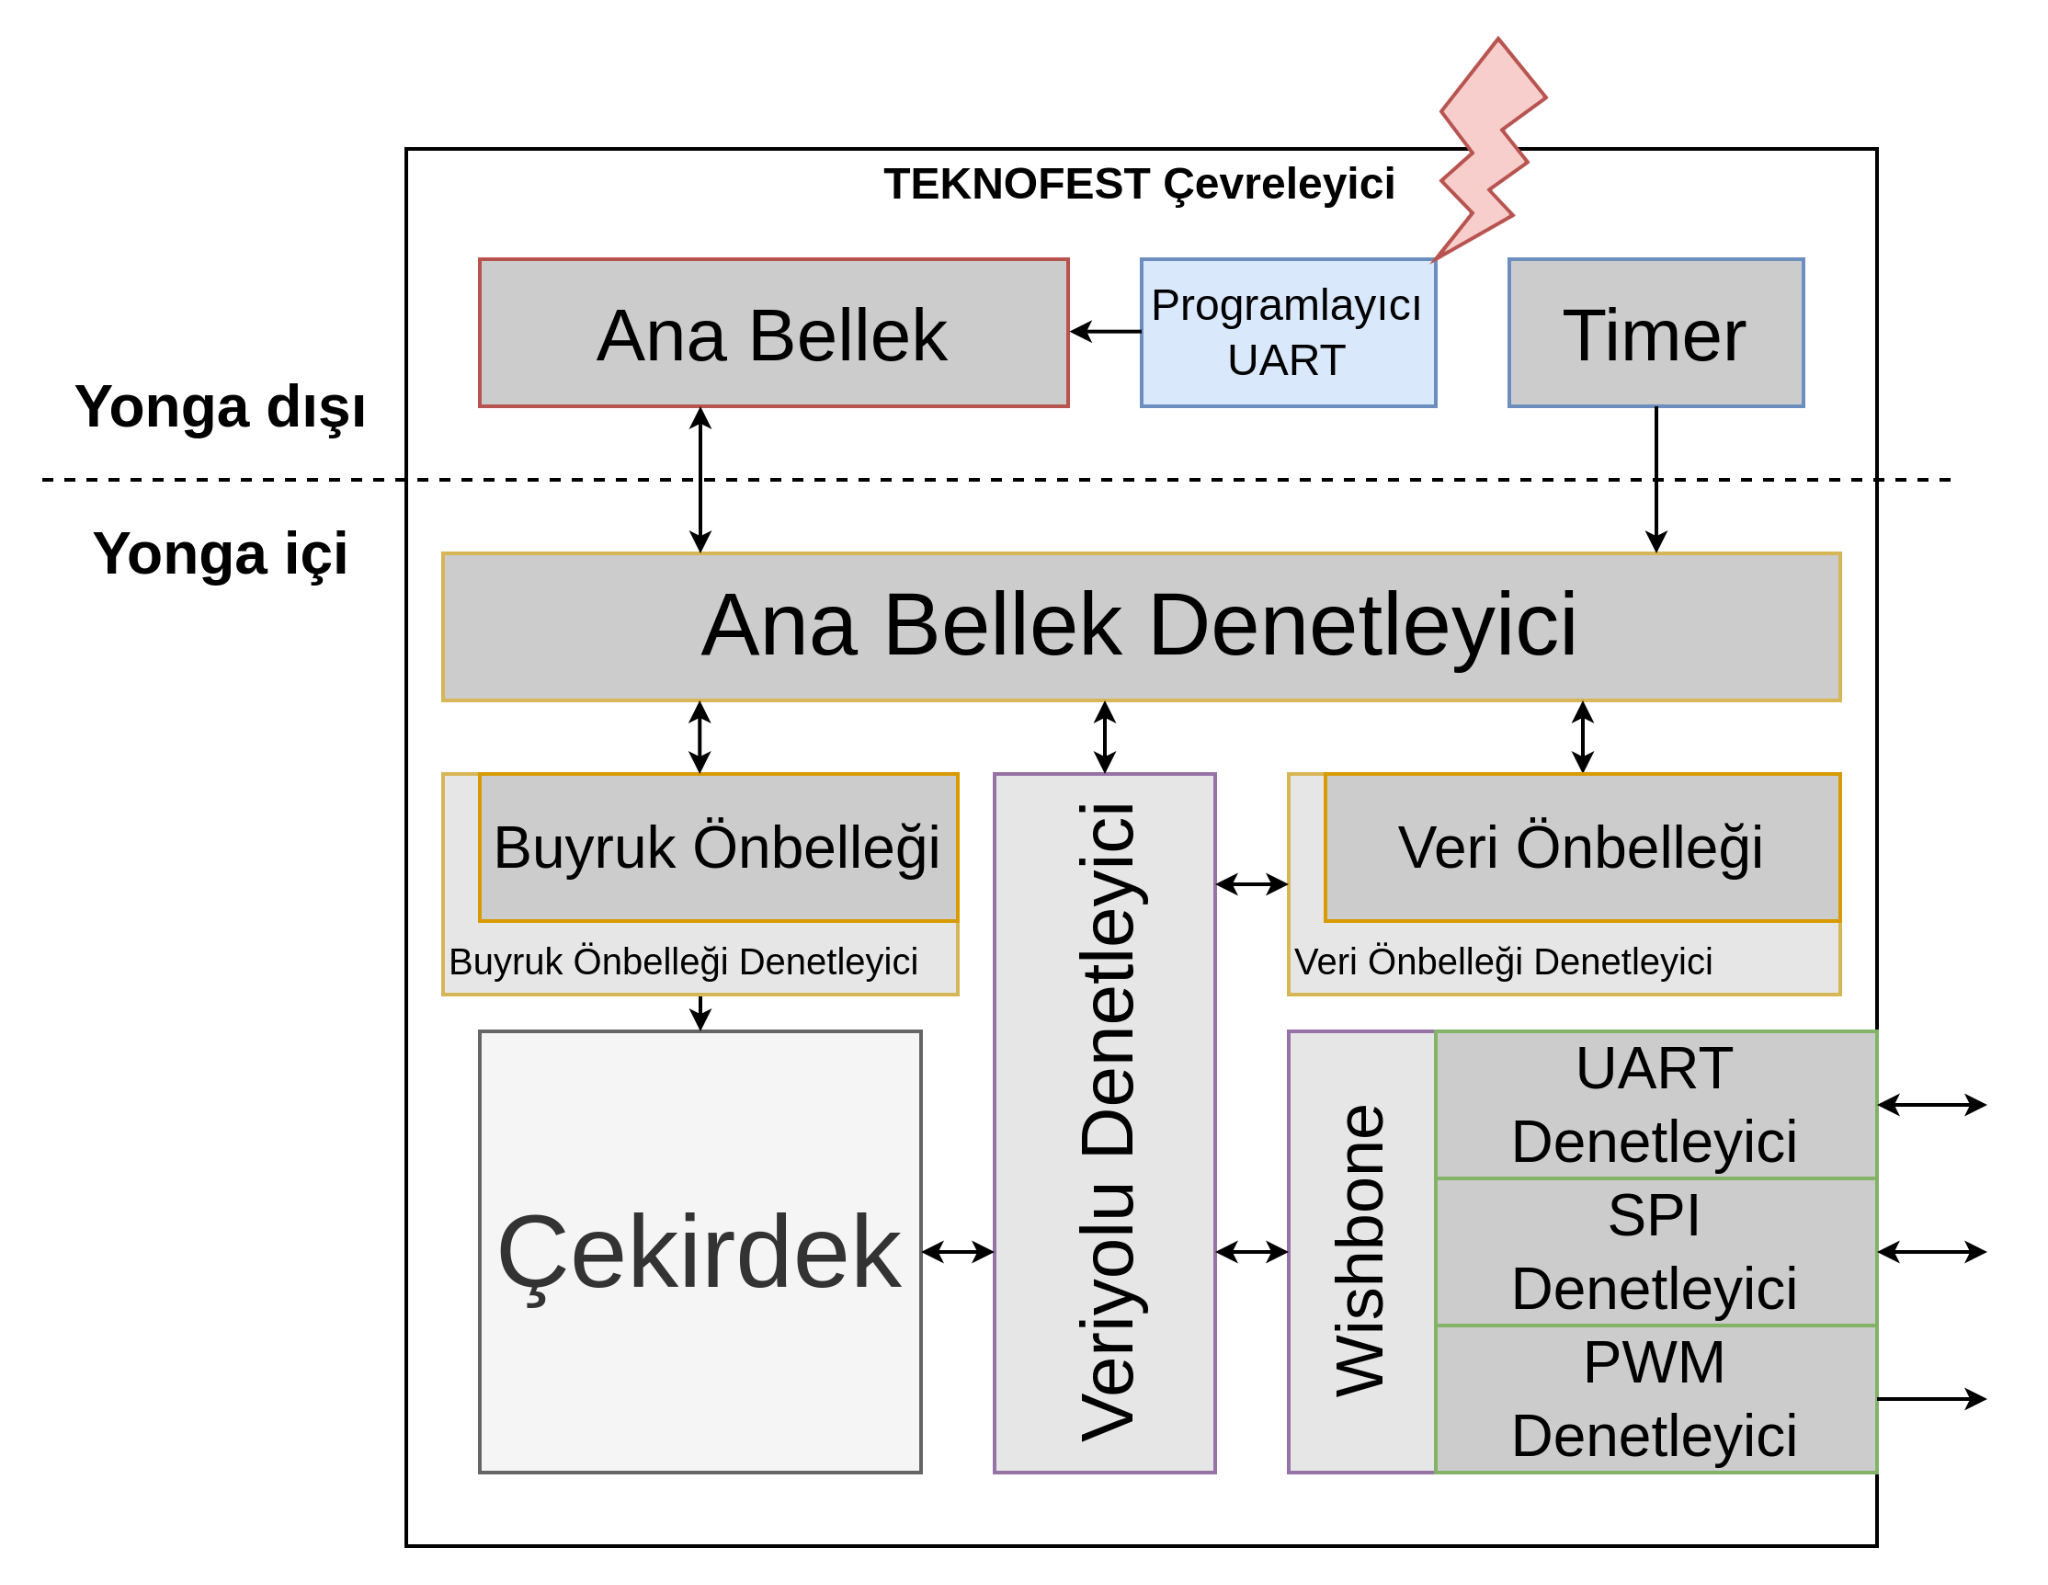 TEKNOFEST Çevreleyici
Ana Bellek
Programlayıcı
UART
Timer
Yonga dışı
Yonga içi
Ana Bellek Denetleyici
Buyruk Önbelleği
Buyruk Önbelleği Denetleyici
Veriyolu Denetleyici
Veri Önbelleği
Veri Önbelleği Denetleyici
Çekirdek
Wishbone
UART
Denetleyici
SPI
Denetleyici
PWM
Denetleyici